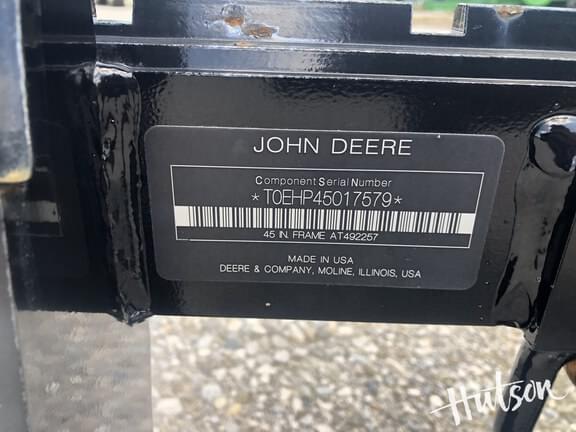 JOHN DEERE
Component Serial Number
*T0EHP45017579*
45 IN. FRAME AT492257
MADE IN USA
DEERE & COMPANY, MOLINE, ILLINOIS, USA
Hutson